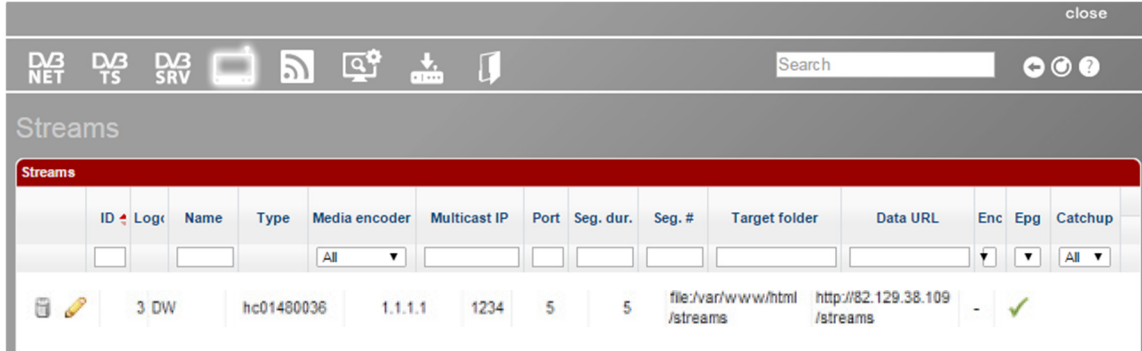 close
DVB NET DVB TS DVB SRV Search ?
Streams
Streams
ID Logo Name Type Media encoder Multicast IP Port Seg. dur. Seg. # Target folder Data URL Enc Epg Catchup
All All
3 DW hc01480036 1.1.1.1 1234 5 5 file:/var/www/html http://82.129.38.109 -
/streams /streams